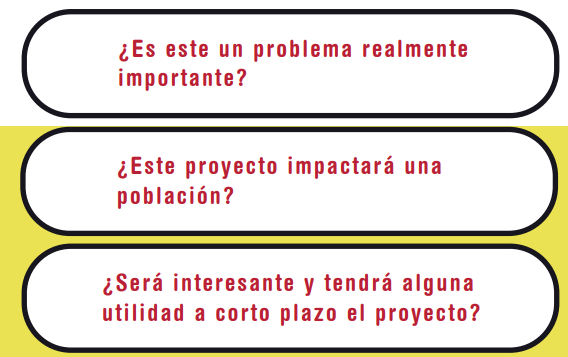 ¿Es este un problema realmente
importante?
¿Este proyecto impactará una
población?
¿Será interesante y tendrá alguna
utilidad a corto plazo el proyecto?